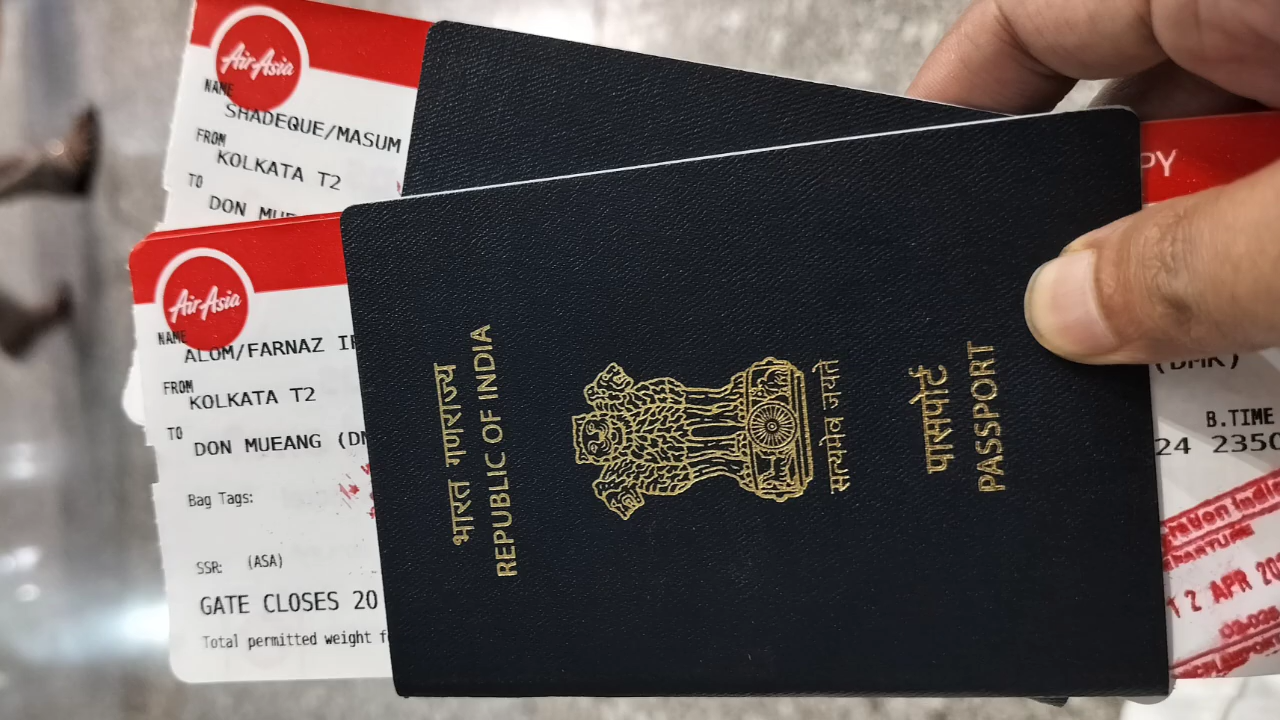 AirAsia
NAME
SHADEQUE/MASUM
FROM
KOLKATA T2
TO
DON
AirAsia
NAME
ALOM/FARNAZ
FROM
KOLKATA T2
TO
DON MUEANG
Bag Tags:
SSR: (ASA)
GATE CLOSES 20
Total permitted weight
भारत गणराज्य
REPUBLIC OF INDIA
सत्यमेव जयते
पासपोर्ट
PASSPORT
PY
(DMK)
B.TIME
24 2350
2 APR